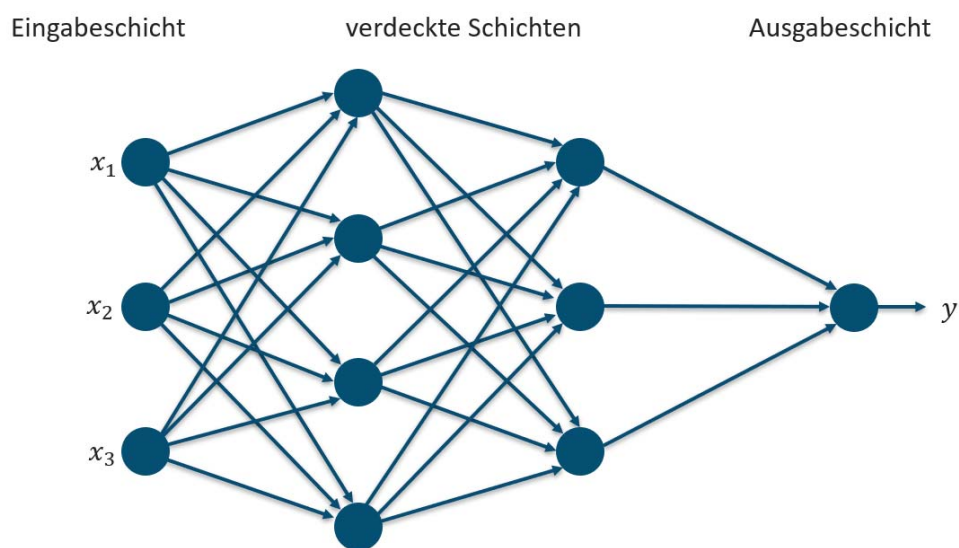 Eingabeschicht verdeckte Schichten Ausgabeschicht
x₁
x₂
y
x₃